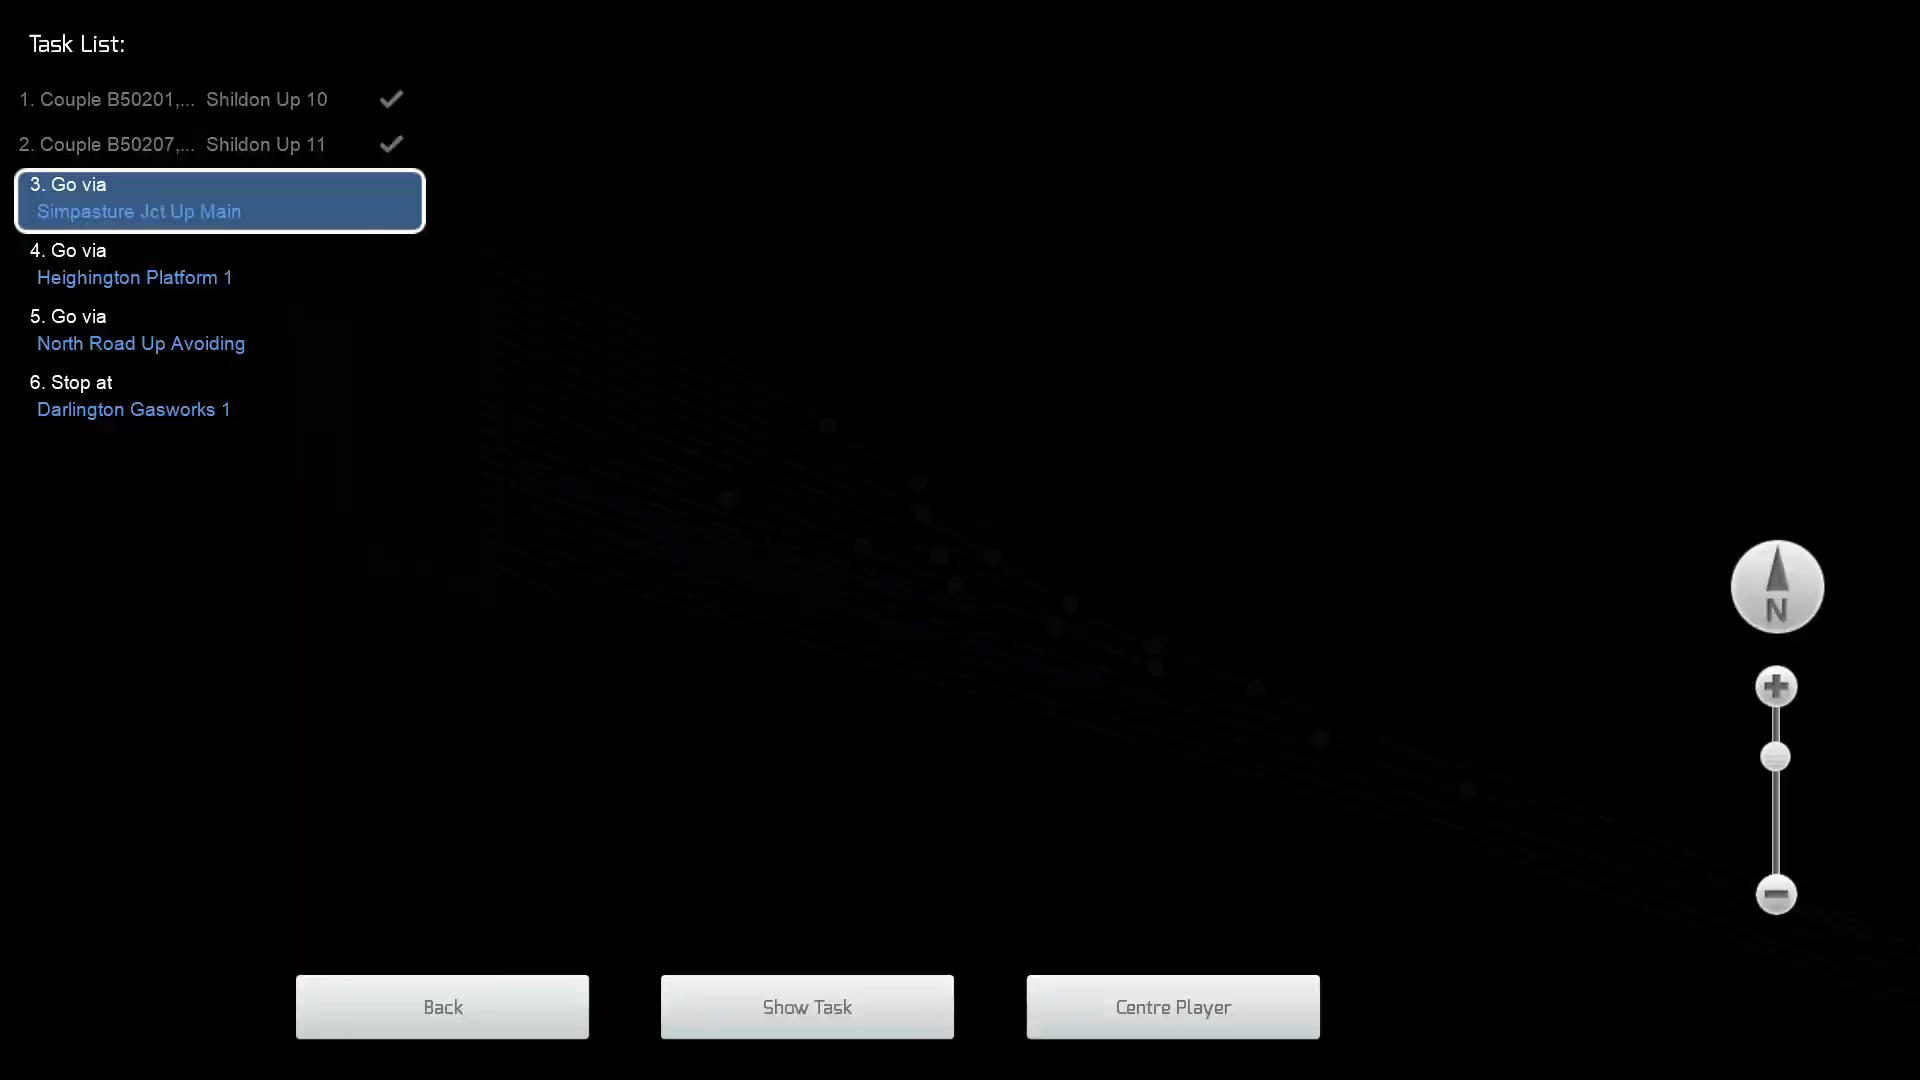 Task List:
1. Couple B50201,... Shildon Up 10
2. Couple B50207,... Shildon Up 11
3. Go via
Simpasture Jct Up Main
4. Go via
Heighington Platform 1
5. Go via
North Road Up Avoiding
6. Stop at
Darlington Gasworks 1
N
Back
Show Task
Centre Player